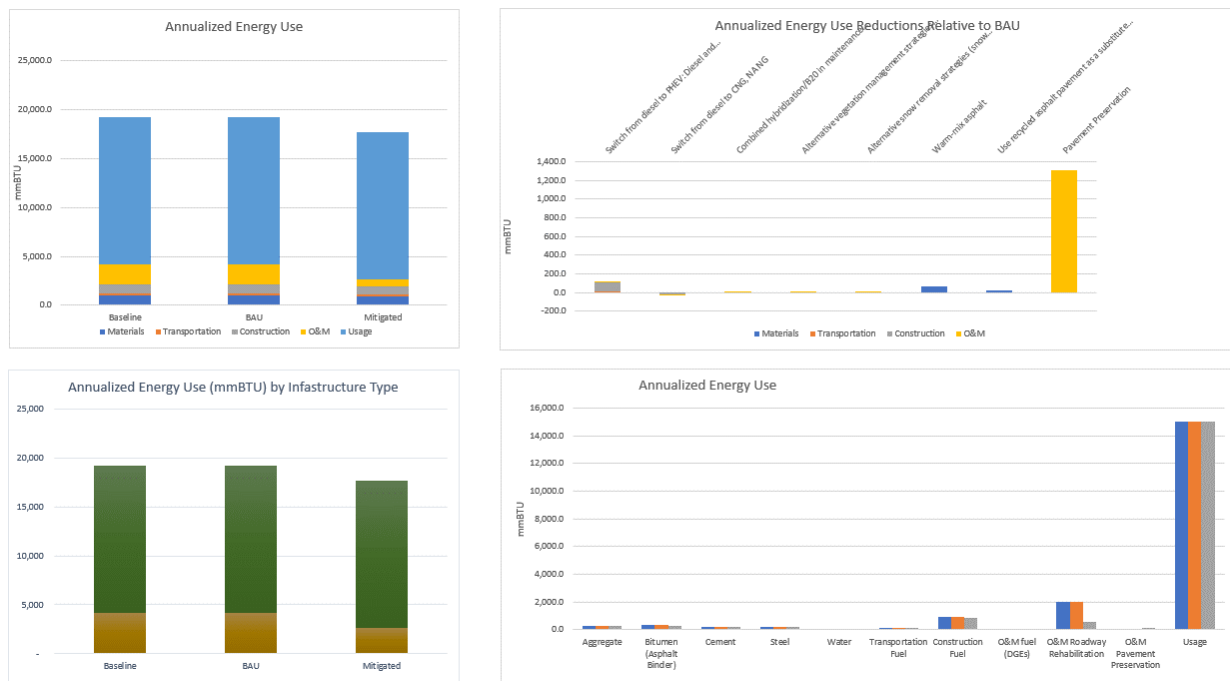 Annualized Energy Use
25,000.0
20,000.0
15,000.0
10,000.0
5,000.0
0.0
mmBTU
Baseline
BAU
Mitigated
Materials
Transportation
Construction
O&M
Usage
Annualized Energy Use Reductions Relative to BAU
Switch from diesel to PHEV: Diesel and...
Switch from diesel to CNG, NANG
Combined hybridization/B20 in maintenance
Alternative vegetation management strategies
Alternative snow removal strategies (snow...
Warm-mix asphalt
Use recycled asphalt pavement as a substitute...
Pavement Preservation
1,400.0
1,200.0
1,000.0
800.0
600.0
400.0
200.0
0.0
-200.0
mmBTU
Materials
Transportation
Construction
O&M
Annualized Energy Use (mmBTU) by Infastructure Type
25,000
20,000
15,000
10,000
5,000
-
Baseline
BAU
Mitigated
Annualized Energy Use
16,000.0
14,000.0
12,000.0
10,000.0
8,000.0
6,000.0
4,000.0
2,000.0
0.0
mmBTU
Aggregate
Bitumen
(Asphalt
Binder)
Cement
Steel
Water
Transportation
Fuel
Construction
Fuel
O&M fuel
(DGEs)
O&M Roadway
Rehabilitation
O&M
Pavement
Preservation
Usage